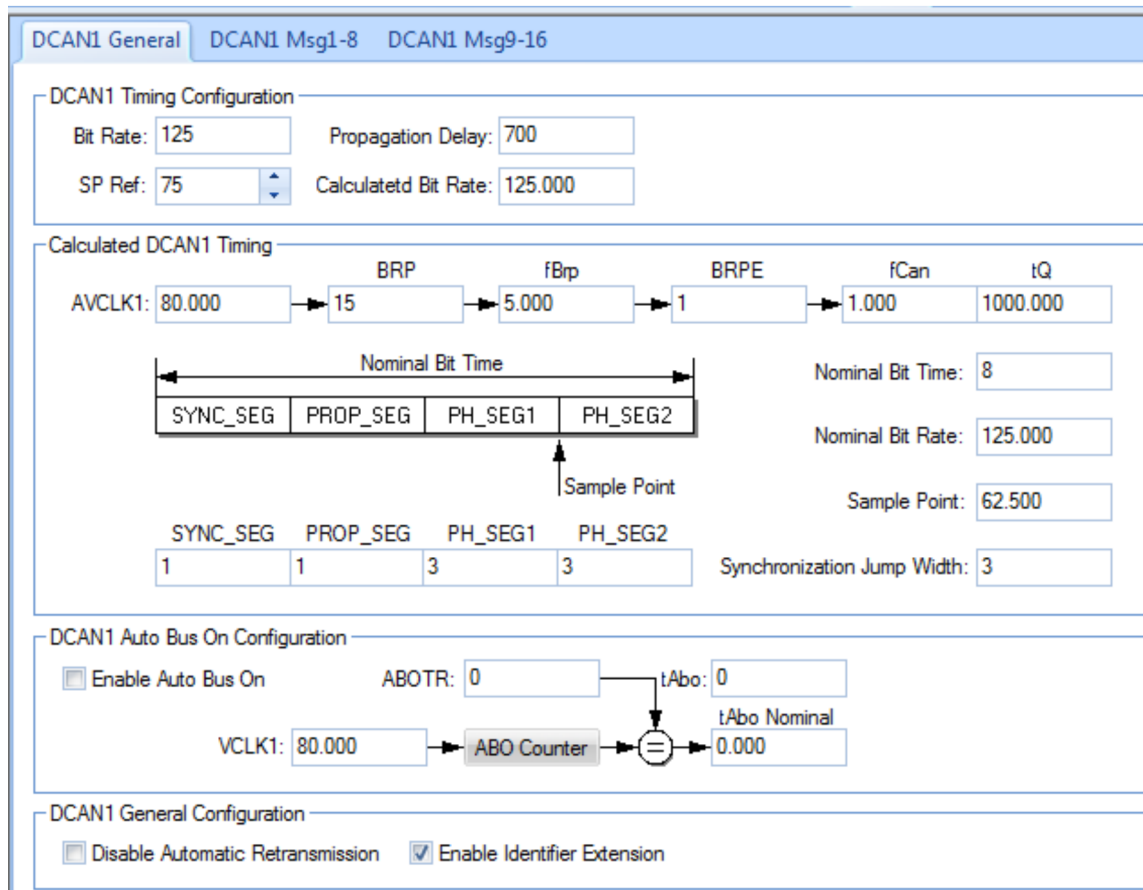 DCAN1 General DCAN1 Msg1-8 DCAN1 Msg9-16
DCAN1 Timing Configuration
Bit Rate: 125 Propagation Delay: 700
SP Ref: 75 Calculatetd Bit Rate: 125.000
Calculated DCAN1 Timing
BRP fBrp BRPE fCan tQ
AVCLK1: 80.000 15 5.000 1 1.000 1000.000
Nominal Bit Time
Nominal Bit Time: 8
SYNC_SEG PROP_SEG PH_SEG1 PH_SEG2
Nominal Bit Rate: 125.000
Sample Point
Sample Point: 62.500
SYNC_SEG PROP_SEG PH_SEG1 PH_SEG2
1 1 3 3 Synchronization Jump Width: 3
DCAN1 Auto Bus On Configuration
Enable Auto Bus On ABOTR: 0 tAbo: 0
tAbo Nominal
VCLK1: 80.000 ABO Counter = 0.000
DCAN1 General Configuration
Disable Automatic Retransmission Enable Identifier Extension